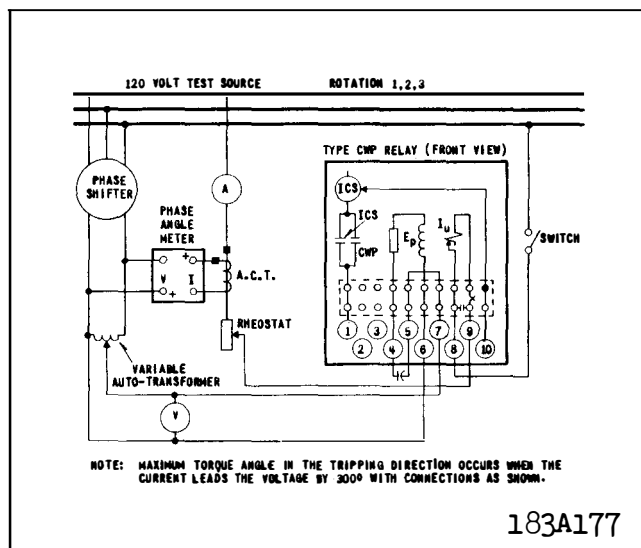 120 VOLT TEST SOURCE ROTATION 1,2,3
TYPE CWP RELAY (FRONT VIEW)
PHASE
SHIFTER
A
ICS
PHASE
ANGLE
METER
ICS
CWP
Ep
Iu
SWITCH
+
V I
+
A.C.T.
RHEOSTAT
1 3 5 7 9
2 4 6 8 10
VARIABLE
AUTO-TRANSFORMER
V
NOTE: MAXIMUM TORQUE ANGLE IN THE TRIPPING DIRECTION OCCURS WHEN THE
CURRENT LEADS THE VOLTAGE BY 300° WITH CONNECTIONS AS SHOWN.
183A177